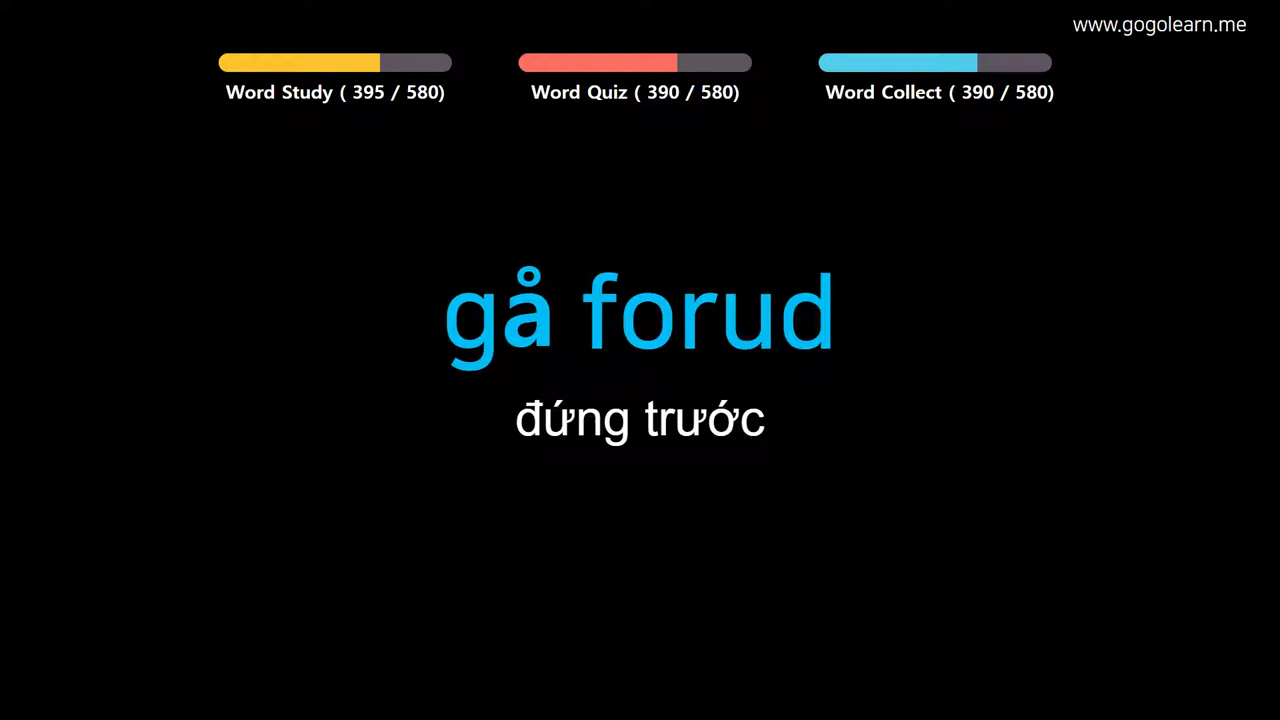 www.gogolearn.me
Word Study ( 395 / 580)
Word Quiz ( 390 / 580)
Word Collect ( 390 / 580)
gå forud
đứng trước